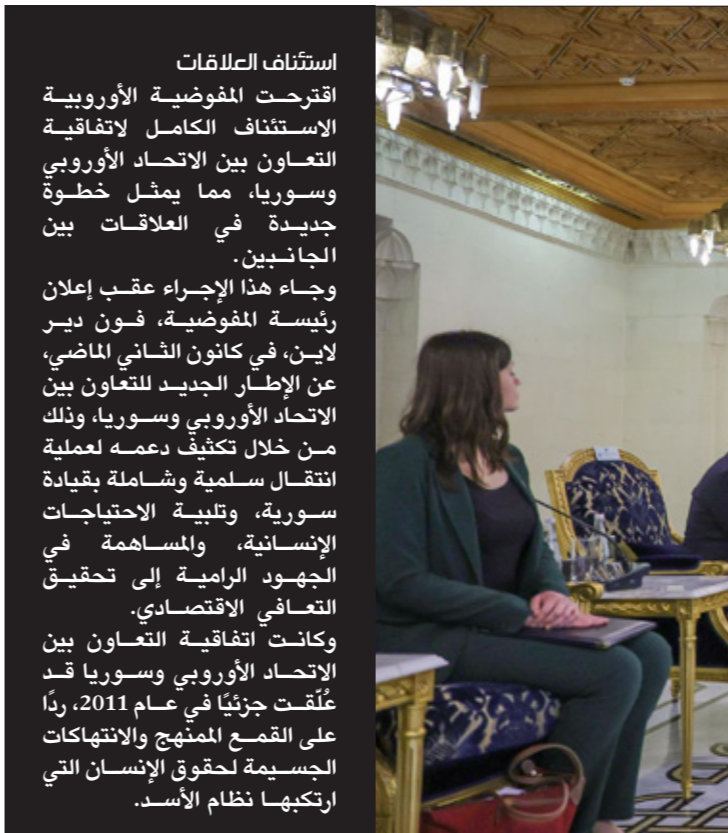 استئناف العلاقات
اقترحت المفوضية الأوروبية
الاستئناف الكامل لاتفاقية
التعاون بين الاتحاد الأوروبي
وسوريا، مما يمثل خطوة
جديدة في العلاقات بين
الجانبين.
وجاء هذا الإجراء عقب إعلان
رئيسة المفوضية، فون دير
لاين، في كانون الثاني الماضي،
عن الإطار الجديد للتعاون بين
الاتحاد الأوروبي وسوريا، وذلك
من خلال تكثيف دعمه لعملية
انتقال سلمية وشاملة بقيادة
سورية، وتلبية الاحتياجات
الإنسانية، والمساهمة في
الجهود الرامية إلى تحقيق
التعافي الاقتصادي.
وكانت اتفاقية التعاون بين
الاتحاد الأوروبي وسوريا قد
عُلّقت جزئيًا في عام 2011، ردًا
على القمع الممنهج والانتهاكات
الجسيمة لحقوق الإنسان التي
ارتكبها نظام الأسد.